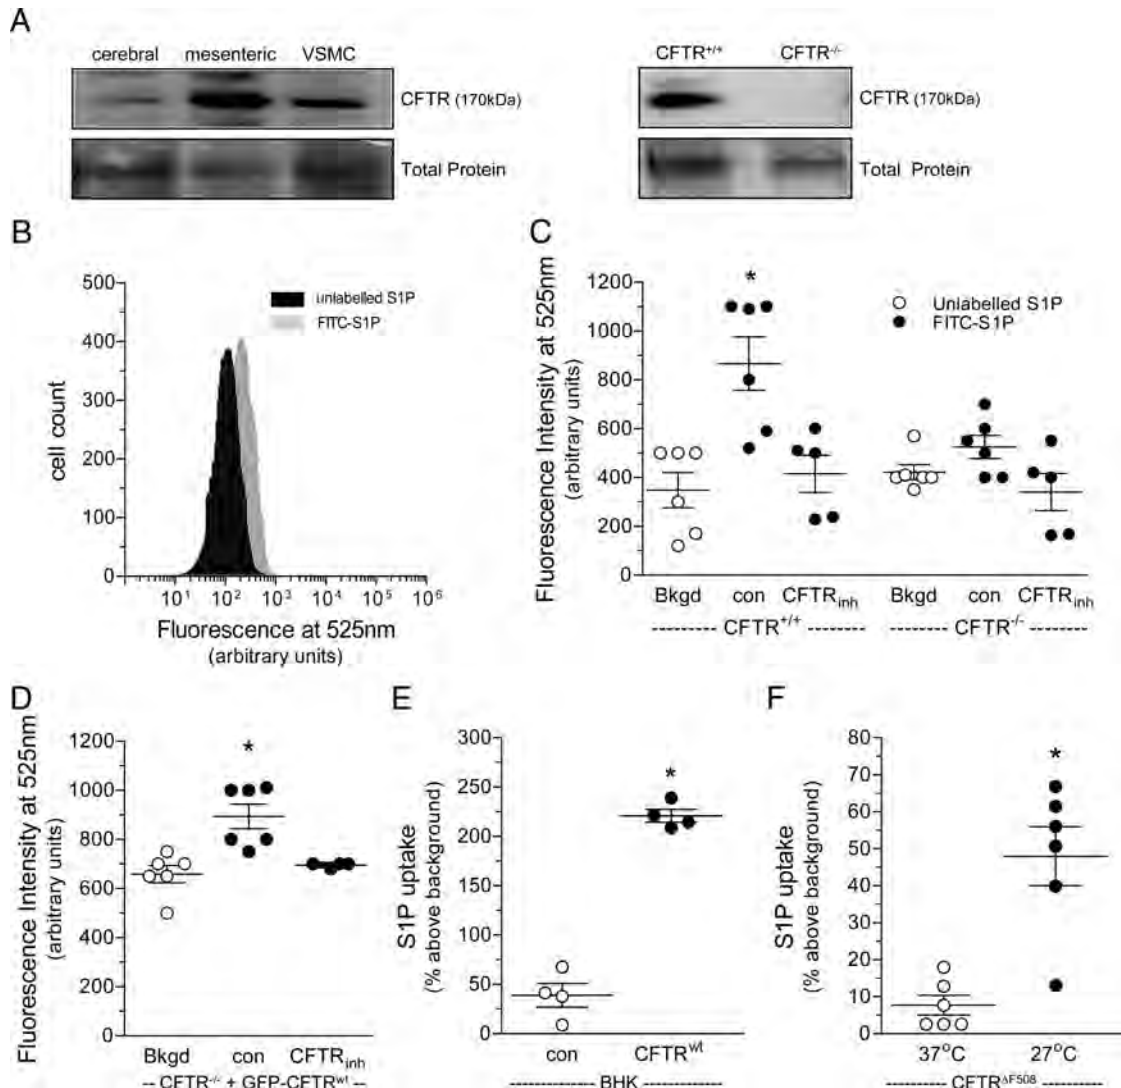 A
cerebral mesenteric VSMC
CFTR (170kDa)
Total Protein
CFTR+/+ CFTR-/-
CFTR (170kDa)
Total Protein
B
500
400
300
200
100
0
cell count
unlabelled S1P
FITC-S1P
10^1 10^2 10^3 10^4 10^5 10^6
Fluorescence at 525nm
(arbitrary units)
C
Fluorescence Intensity at 525nm
(arbitrary units)
1200
1000
800
600
400
200
0
*
Unlabelled S1P
FITC-S1P
Bkgd con CFTRinh Bkgd con CFTRinh
CFTR+/+ CFTR-/-
D
Fluorescence Intensity at 525nm
(arbitrary units)
1200
1000
800
600
400
200
0
*
Bkgd con CFTRinh
-- CFTR-/- + GFP-CFTRwt --
E
S1P uptake
(% above background)
300
250
200
150
100
50
0
*
con CFTRwt
BHK
F
S1P uptake
(% above background)
80
70
60
50
40
30
20
10
0
*
37°C 27°C
CFTRΔF508